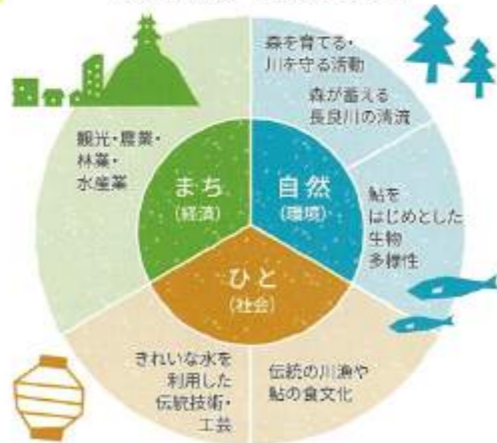 森を育てる・
川を守る活動
森が蓄える
長良川の清流
観光・農業・
林業・
水産業
まち
(経済)
自然
(環境)
鮎を
はじめとした
生物
多様性
ひと
(社会)
きれいな水を
利用した
伝統技術・
工芸
伝統の川漁や
鮎の食文化